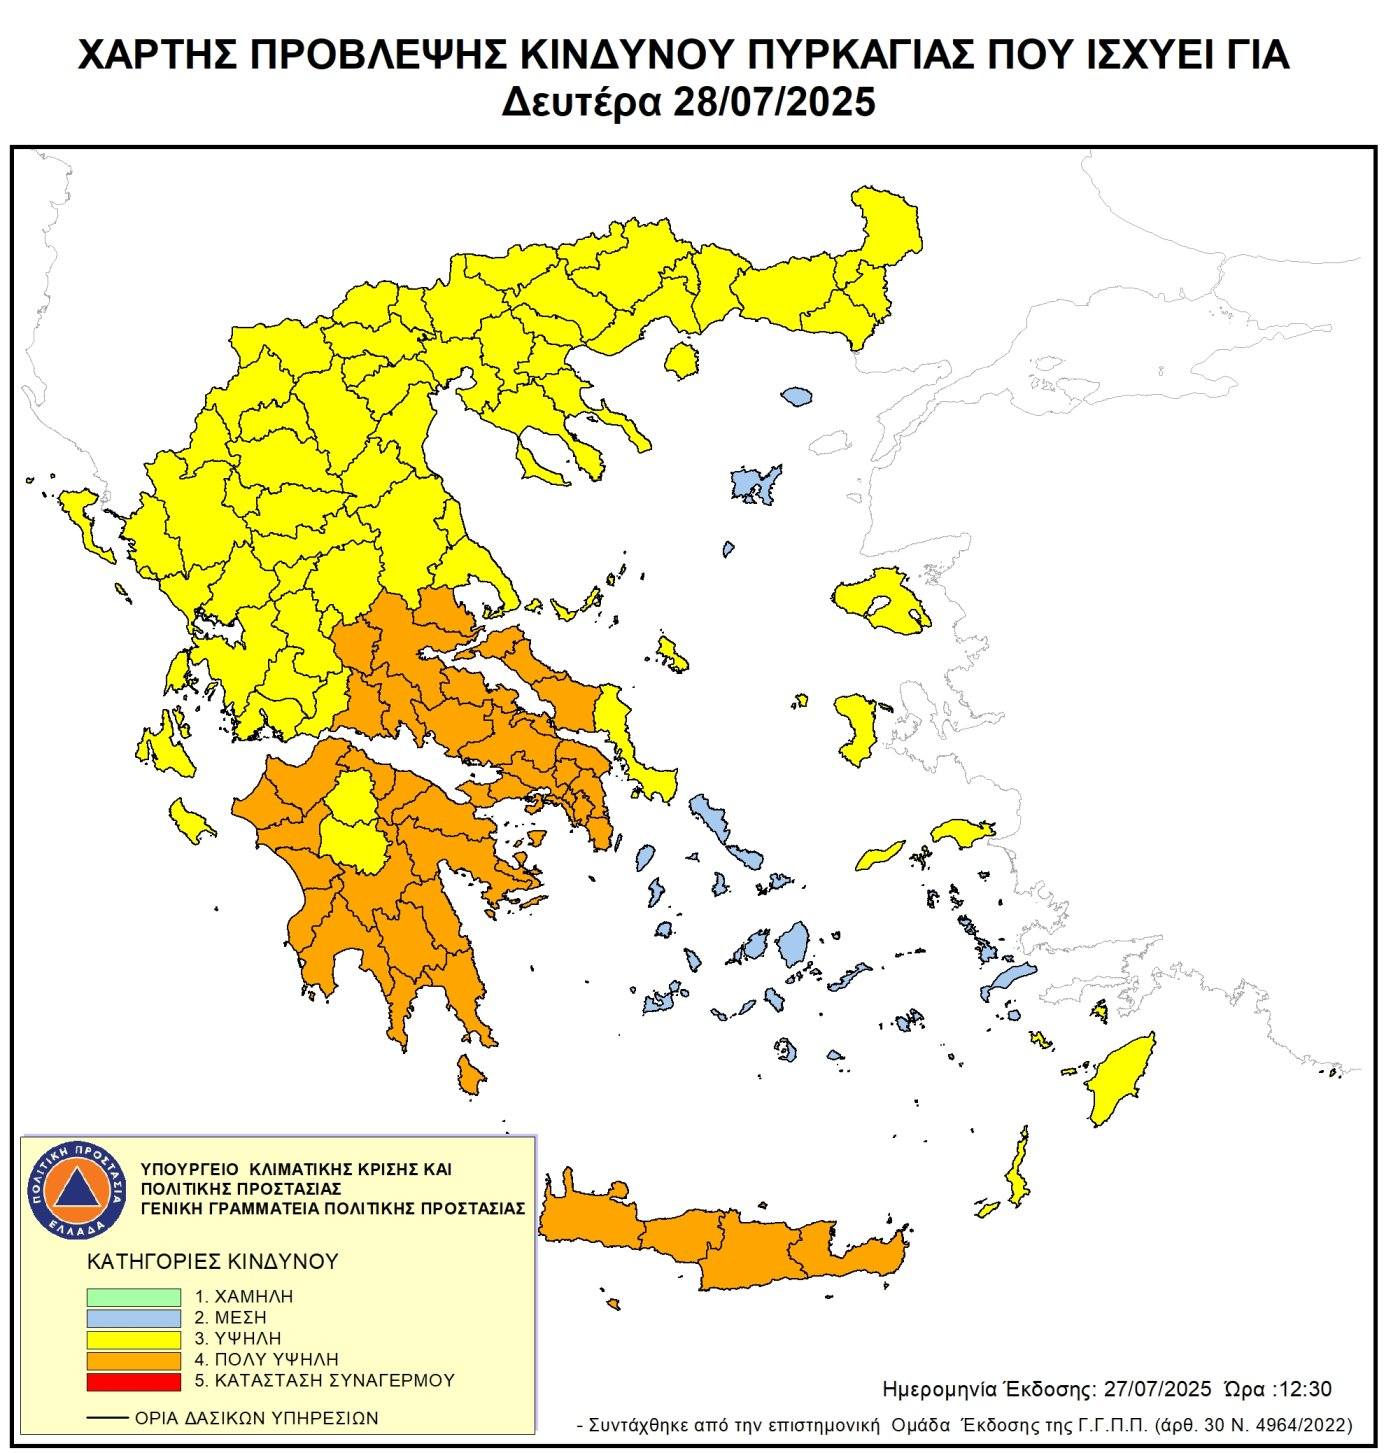 ΧΑΡΤΗΣ ΠΡΟΒΛΕΨΗΣ ΚΙΝΔΥΝΟΥ ΠΥΡΚΑΓΙΑΣ ΠΟΥ ΙΣΧΥΕΙ ΓΙΑ
Δευτέρα 28/07/2025
ΠΟΛΙΤΙΚΗ ΠΡΟΣΤΑΣΙΑ
ΕΛΛΑΔΑ
ΥΠΟΥΡΓΕΙΟ ΚΛΙΜΑΤΙΚΗΣ ΚΡΙΣΗΣ ΚΑΙ
ΠΟΛΙΤΙΚΗΣ ΠΡΟΣΤΑΣΙΑΣ
ΓΕΝΙΚΗ ΓΡΑΜΜΑΤΕΙΑ ΠΟΛΙΤΙΚΗΣ ΠΡΟΣΤΑΣΙΑΣ
ΚΑΤΗΓΟΡΙΕΣ ΚΙΝΔΥΝΟΥ
1. ΧΑΜΗΛΗ
2. ΜΕΣΗ
3. ΥΨΗΛΗ
4. ΠΟΛΥ ΥΨΗΛΗ
5. ΚΑΤΑΣΤΑΣΗ ΣΥΝΑΓΕΡΜΟΥ
ΟΡΙΑ ΔΑΣΙΚΩΝ ΥΠΗΡΕΣΙΩΝ
Ημερομηνία Έκδοσης: 27/07/2025 Ώρα :12:30
- Συντάχθηκε από την επιστημονική Ομάδα Έκδοσης της Γ.Γ.Π.Π. (άρθ. 30 Ν. 4964/2022)